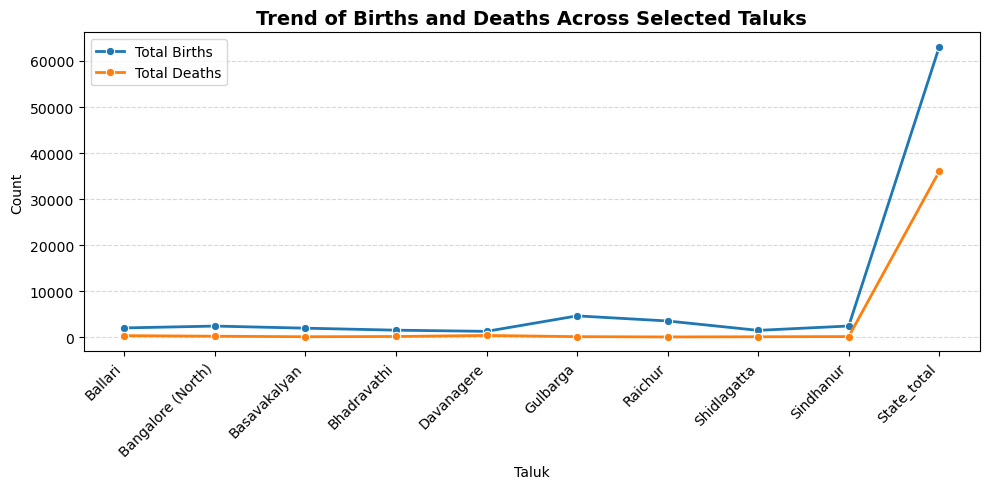 Trend of Births and Deaths Across Selected Taluks
Total Births
Total Deaths
Count
60000
50000
40000
30000
20000
10000
0
Ballari
Bangalore (North)
Basavakalyan
Bhadravathi
Davanagere
Gulbarga
Raichur
Shidlagatta
Sindhanur
State_total
Taluk